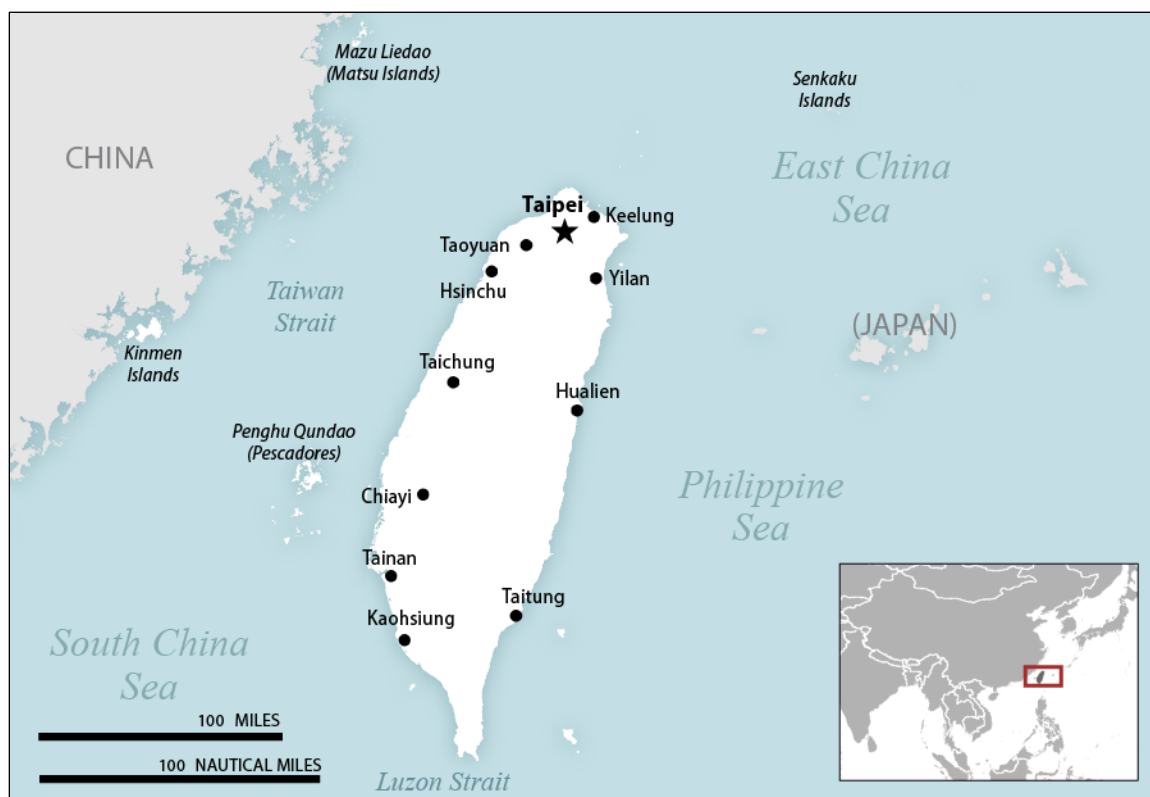 Mazu Liedao
(Matsu Islands)
Senkaku
Islands
CHINA
East China
Sea
Taipei
Keelung
Taoyuan
Hsinchu
Yilan
Taiwan
Strait
(JAPAN)
Kinmen
Islands
Taichung
Hualien
Penghu Qundao
(Pescadores)
Philippine
Sea
Chiayi
Tainan
Taitung
Kaohsiung
South China
Sea
100 MILES
100 NAUTICAL MILES
Luzon Strait